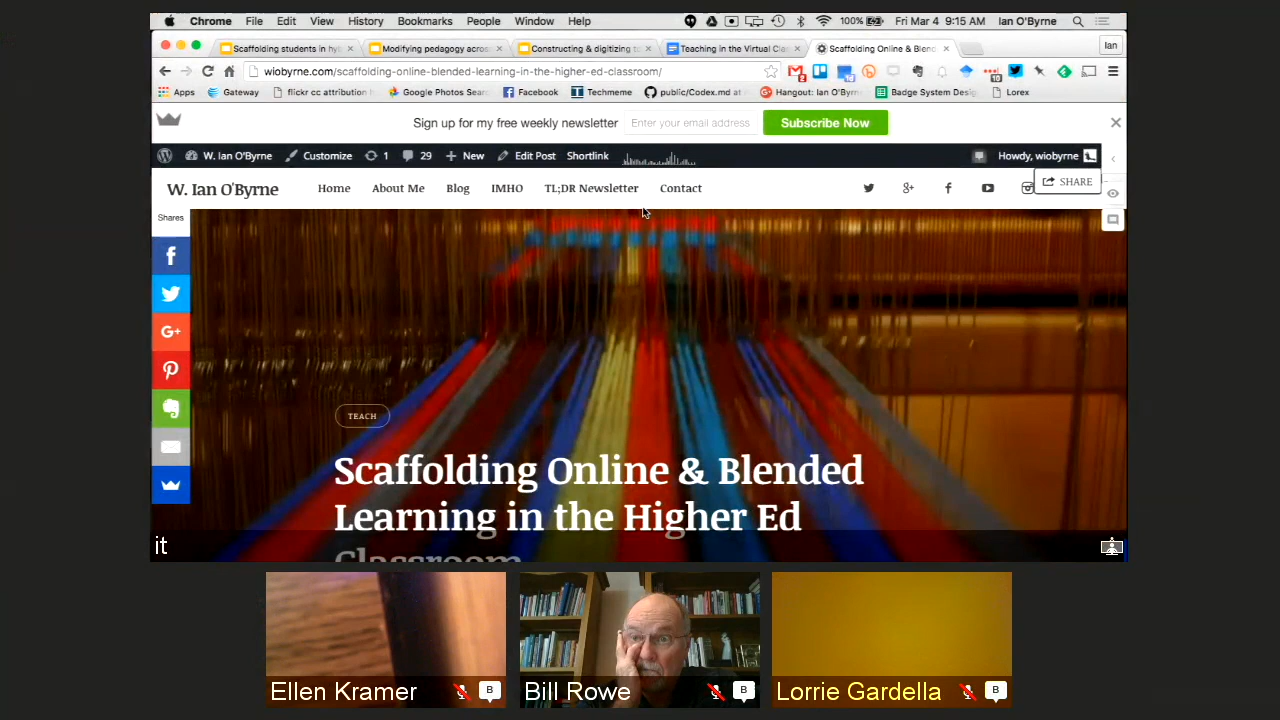 Chrome File Edit View History Bookmarks People Window Help 100% Fri Mar 4 9:15 AM Ian O'Byrne
Scaffolding students in hyb Modifying pedagogy across Constructing & digitizing to Teaching in the Virtual Cla Scaffolding Online & Blend Ian
wiobyrne.com/scaffolding-online-blended-learning-in-the-higher-ed-classroom/
Apps Gateway flickr cc attribution h Google Photos Sear Facebook Techmeme public/Codex.md at Hangout: Ian O'Byrn Badge System Desig Lorex
Sign up for my free weekly newsletter Enter your email address Subscribe Now
W. Ian O'Byrne Customize 1 29 New Edit Post Shortlink Howdy, wiobyrne
W. Ian O'Byrne Home About Me Blog IMHO TL;DR Newsletter Contact SHARE
Shares
TEACH
Scaffolding Online & Blended
Learning in the Higher Ed
Classroom
it
Ellen Kramer B Bill Rowe B Lorrie Gardella B